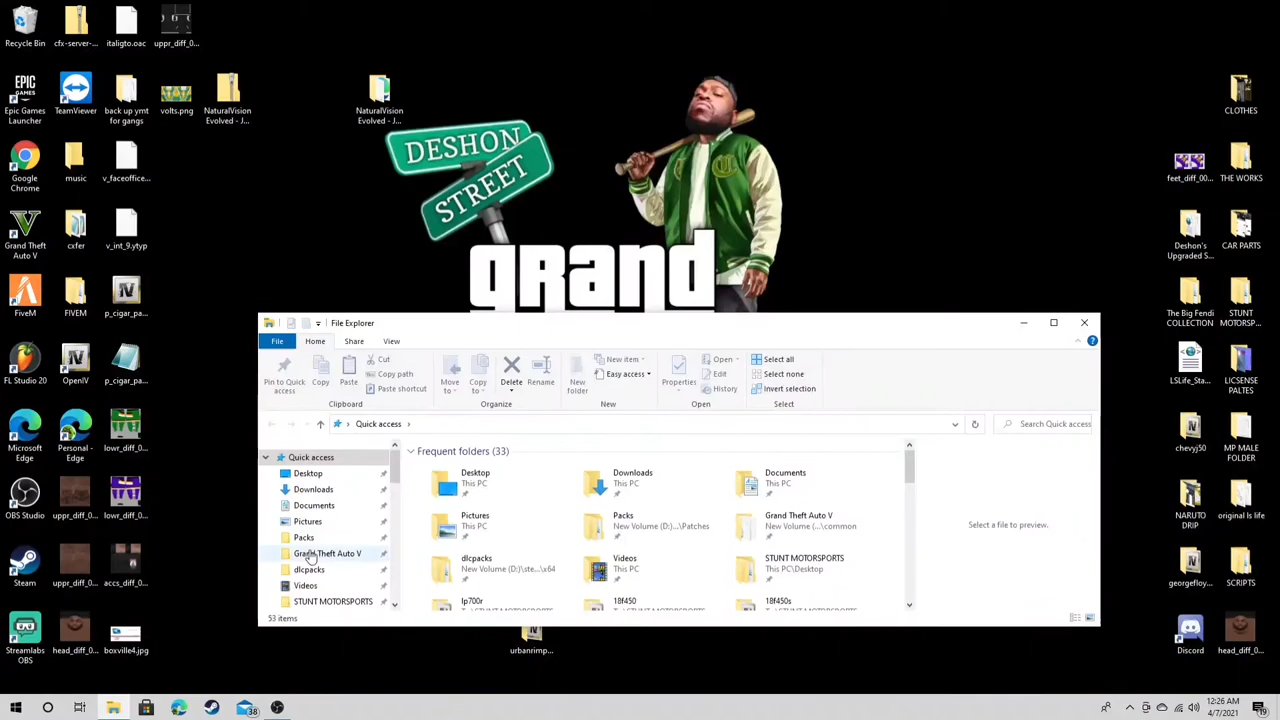 Recycle Bin
cfx-server-...
italigto.oac
uppr_diff_0...
Epic Games
Launcher
TeamViewer
back up ymt
for gangs
volts.png
NaturalVision
Evolved - J...
NaturalVision
Evolved - J...
CLOTHES
Google
Chrome
music
v_faceoffice...
feet_diff_00...
THE WORKS
Grand Theft
Auto V
cxfer
v_int_9.ytyp
Deshon's
Upgraded S...
CAR PARTS
DESHON
STREET
grand
FiveM
FIVEM
p_cigar_pa...
The Big Fendi
COLLECTION
STUNT
MOTORSP...
FL Studio 20
OpenIV
p_cigar_pa...
LSLife_Sta...
LICSENSE
PALTES
Microsoft
Edge
Personal -
Edge
lowr_diff_0...
chevyj50
MP MALE
FOLDER
OBS Studio
uppr_diff_0...
lowr_diff_0...
NARUTO
DRIP
original ls life
Steam
uppr_diff_0...
accs_diff_0...
georgefloy...
SCRIPTS
Streamlabs
OBS
head_diff_0...
boxville4.jpg
urbanrimp...
Discord
head_diff_0...
File Explorer
File
Home
Share
View
Pin to Quick
access
Copy
Paste
Cut
Copy path
Paste shortcut
Move
to
Copy
to
Delete
Rename
New
folder
New item
Easy access
Properties
Open
Edit
History
Select all
Select none
Invert selection
Clipboard
Organize
New
Open
Select
Quick access
Search Quick access
Quick access
Desktop
Downloads
Documents
Pictures
Packs
Grand Theft Auto V
dlcpacks
Videos
STUNT MOTORSPORTS
Frequent folders (33)
Desktop
This PC
Downloads
This PC
Documents
This PC
Pictures
This PC
Packs
New Volume (D:)\...\Patches
Grand Theft Auto V
New Volume (D:)\...\common
dlcpacks
New Volume (D:)\ste...\x64
Videos
This PC
STUNT MOTORSPORTS
This PC\Desktop
lp700r
18f450
18f450s
Select a file to preview.
53 items
38
12:26 AM
4/7/2021
19